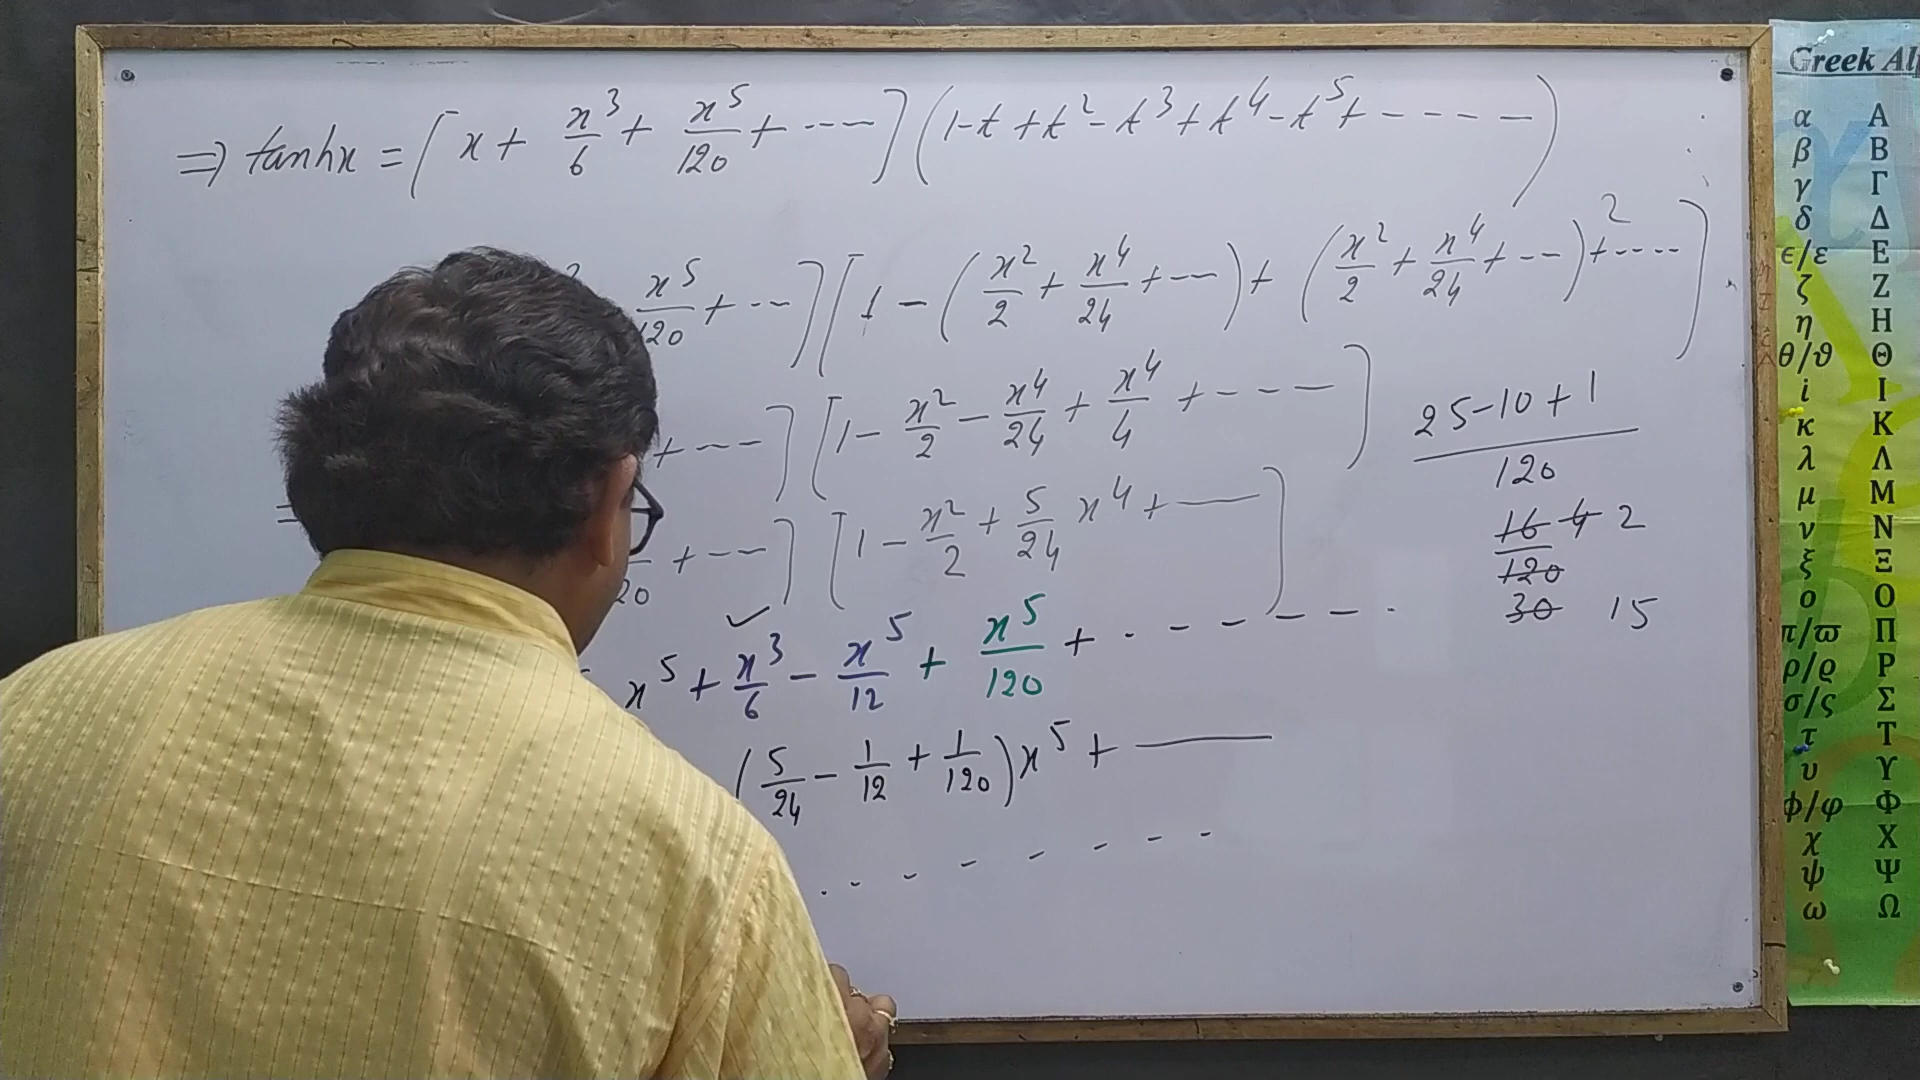 ⇒ tanhx = [x + x³/6 + x⁵/120 + ----] (1-t+t²-t³+t⁴-t⁵+-----)
x⁵/120 + --] [1 - (x²/2 + x⁴/24 + ---) + (x²/2 + x⁴/24 + ---)² + ----]
+ ---] [1 - x²/2 - x⁴/24 + x⁴/4 + ----]
= 20 + ---] [1 - x²/2 + 5/24 x⁴ + —]
x⁵ + x³/6 - x⁵/12 + x⁵/120 + ------
✓
(5/24 - 1/12 + 1/120)x⁵ + —
25-10+1
120
16 4 2
120
30 15
Greek Al
α A
β B
γ Γ
δ Δ
ϵ/ε E
ζ Z
η H
θ/ϑ Θ
i I
κ K
λ Λ
μ M
ν N
ξ Ξ
ο O
π/ϖ Π
ρ/ϱ P
σ/ς Σ
τ T
υ Υ
ϕ/φ Φ
χ X
ψ Ψ
ω Ω